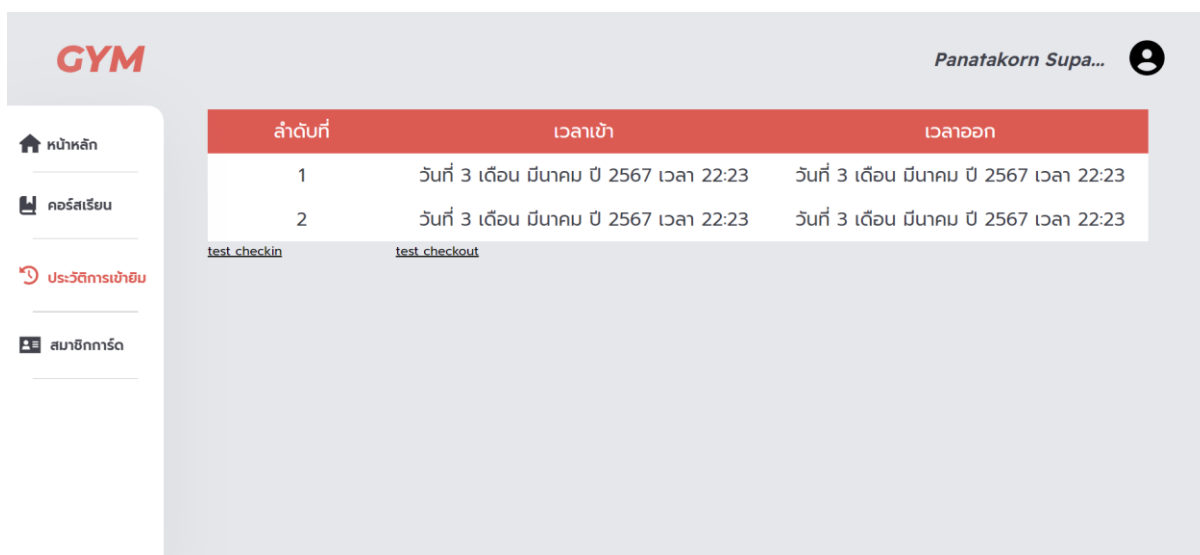 GYM
Panatakorn Supa...
หน้าหลัก
คอร์สเรียน
ประวัติการเข้ายิม
สมาชิกการ์ด
ลำดับที่ เวลาเข้า เวลาออก
1 วันที่ 3 เดือน มีนาคม ปี 2567 เวลา 22:23 วันที่ 3 เดือน มีนาคม ปี 2567 เวลา 22:23
2 วันที่ 3 เดือน มีนาคม ปี 2567 เวลา 22:23 วันที่ 3 เดือน มีนาคม ปี 2567 เวลา 22:23
test checkin test checkout